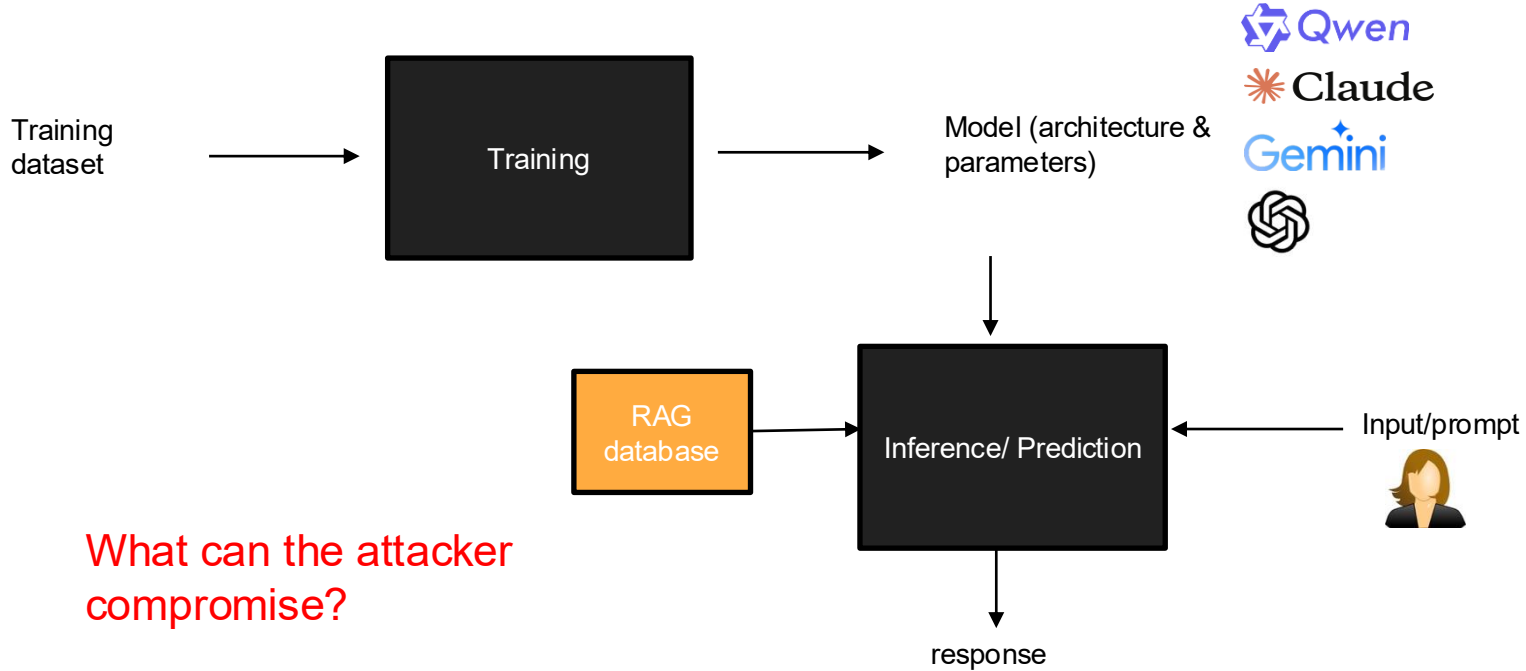 Qwen
Claude
Gemini
Training
dataset
Training
Model (architecture &
parameters)
RAG
database
Inference/ Prediction
Input/prompt
What can the attacker
compromise?
response